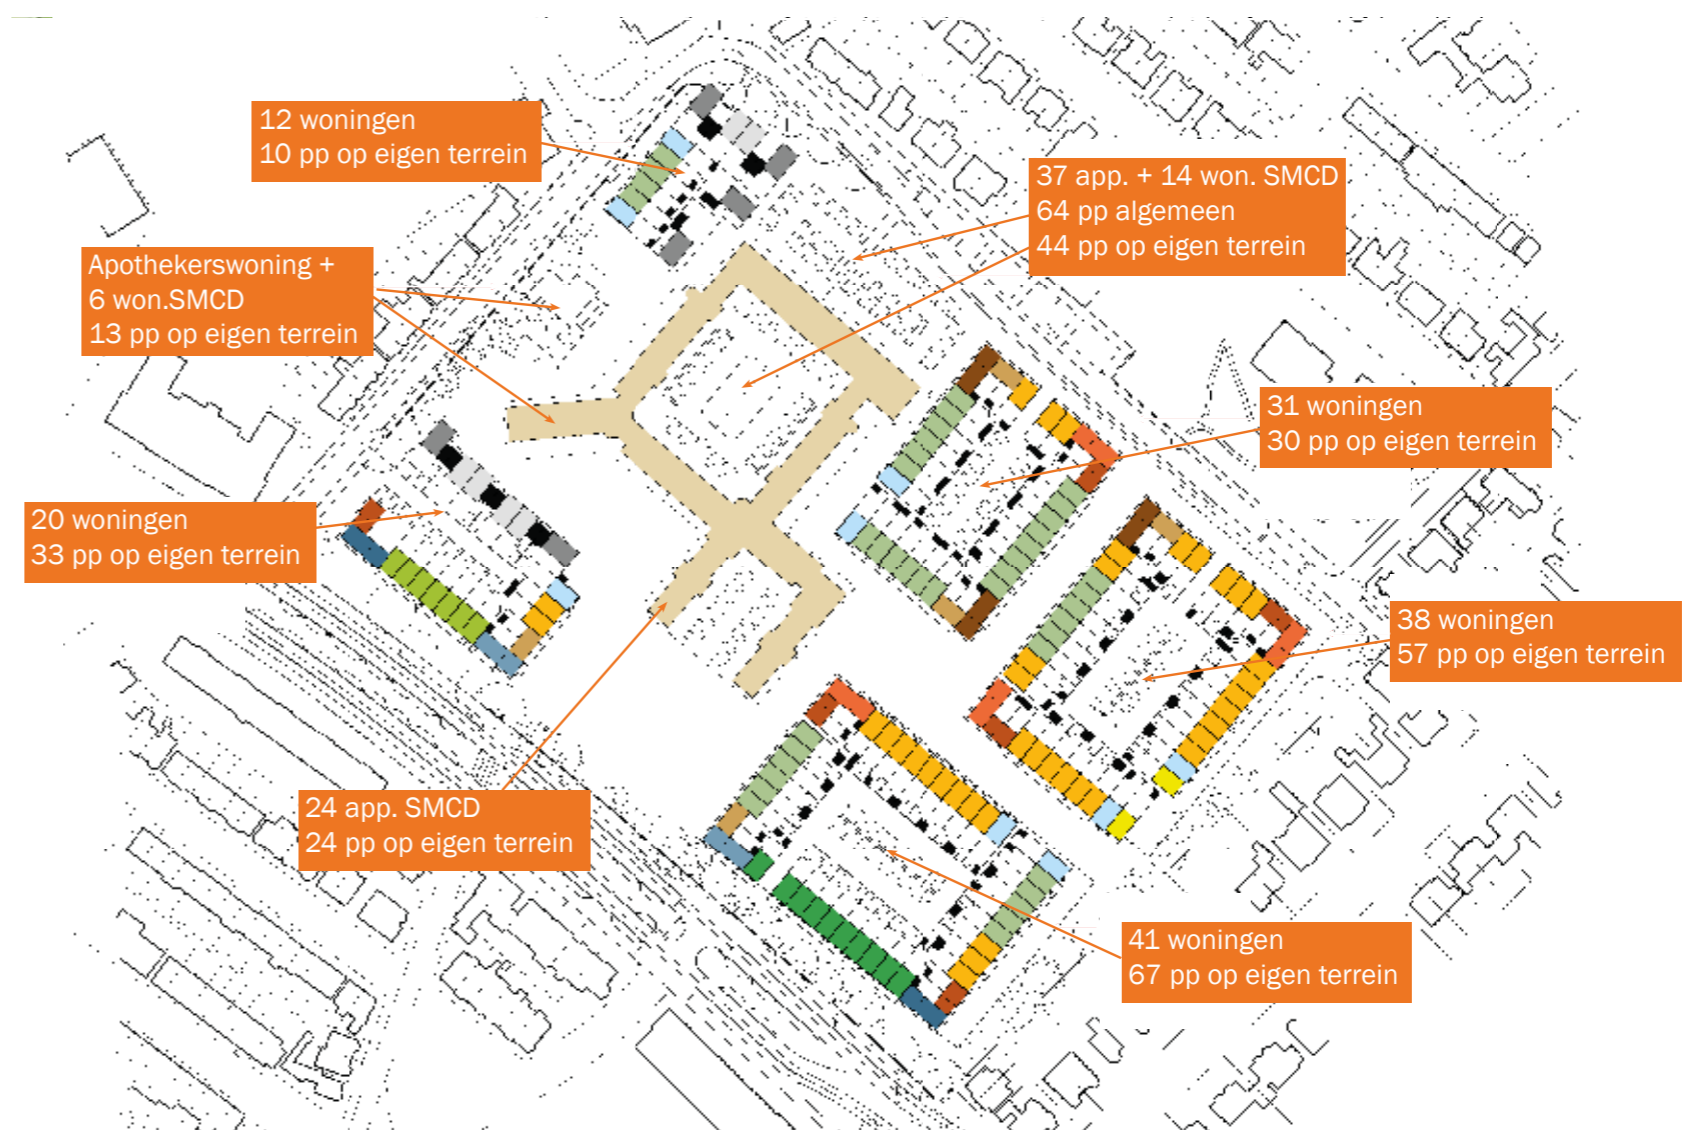 12 woningen
10 pp op eigen terrein
37 app. + 14 won. SMCD
64 pp algemeen
44 pp op eigen terrein
Apothekerswoning +
6 won.SMCD
13 pp op eigen terrein
31 woningen
30 pp op eigen terrein
20 woningen
33 pp op eigen terrein
38 woningen
57 pp op eigen terrein
24 app. SMCD
24 pp op eigen terrein
41 woningen
67 pp op eigen terrein